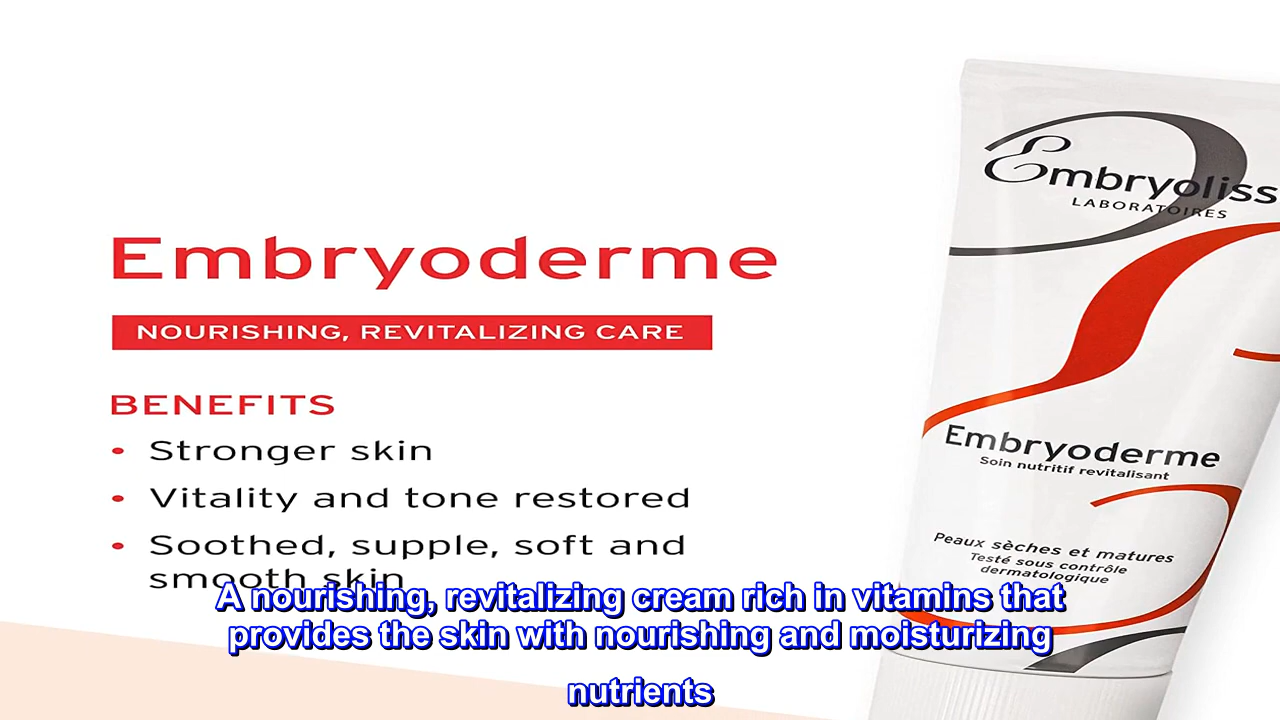 Embryoderme
NOURISHING, REVITALIZING CARE
BENEFITS
• Stronger skin
• Vitality and tone restored
• Soothed, supple, soft and
smooth skin
A nourishing, revitalizing cream rich in vitamins that
provides the skin with nourishing and moisturizing
nutrients
Embryoliss
LABORATOIRES
Embryoderme
Soin nutritif revitalisant
Peaux sèches et matures
Testé sous contrôle
dermatologique